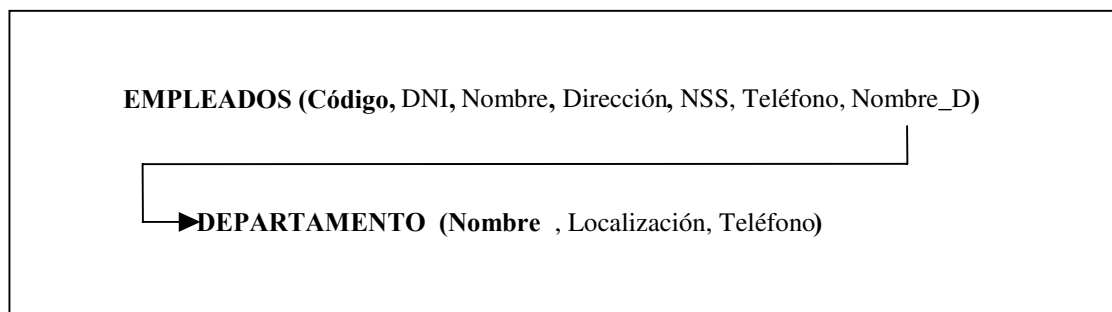 EMPLEADOS (Código, DNI, Nombre, Dirección, NSS, Teléfono, Nombre_D)
DEPARTAMENTO (Nombre , Localización, Teléfono)